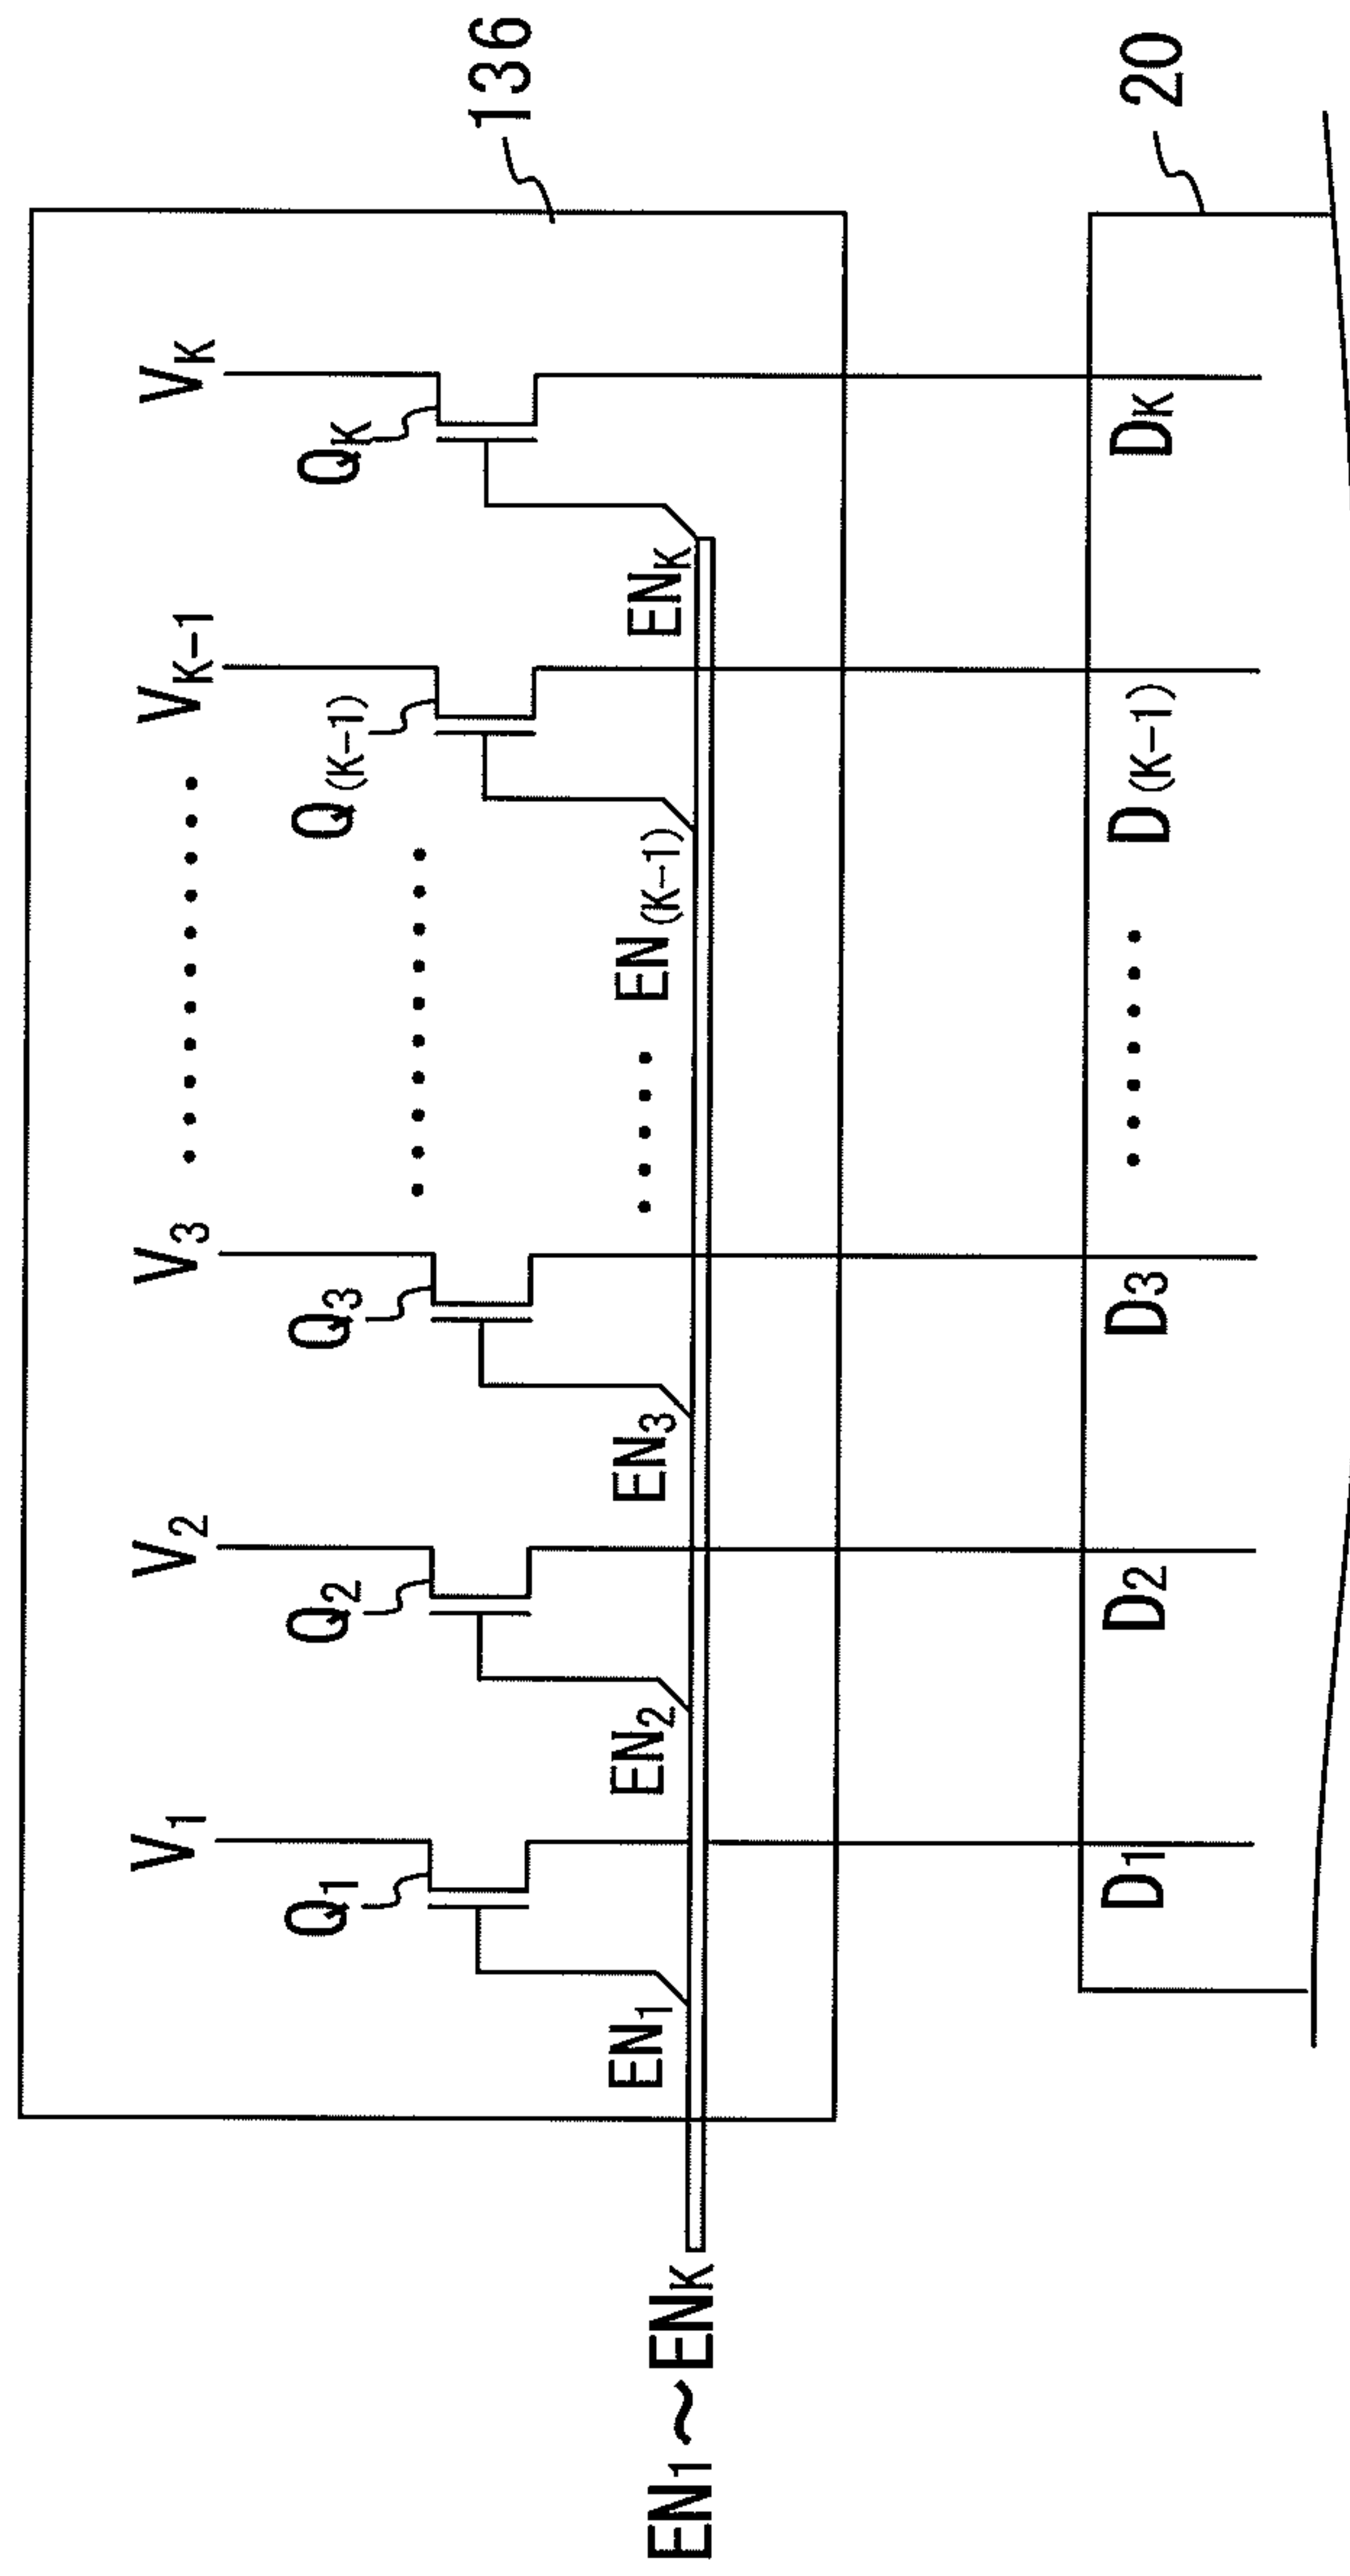 136
V1 V2 V3 VK-1 VK
Q1 Q2 Q3 Q(K-1) QK
EN1 EN2 EN3 EN(K-1) ENK
EN1~ENK
20
D1 D2 D3 D(K-1) DK